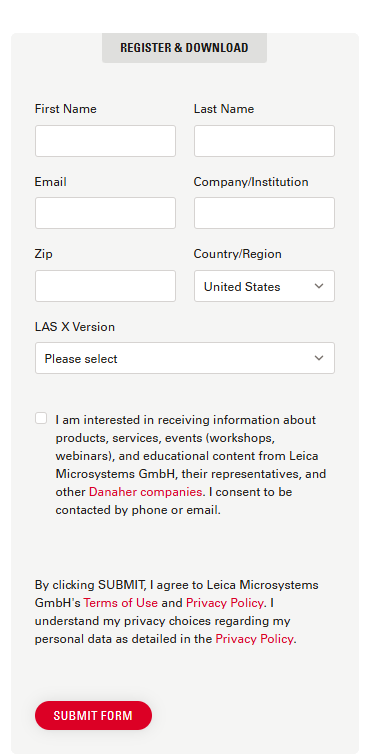 REGISTER & DOWNLOAD
First Name
Last Name
Email
Company/Institution
Zip
Country/Region
United States
LAS X Version
Please select
I am interested in receiving information about
products, services, events (workshops,
webinars), and educational content from Leica
Microsystems GmbH, their representatives, and
other Danaher companies. I consent to be
contacted by phone or email.
By clicking SUBMIT, I agree to Leica Microsystems
GmbH's Terms of Use and Privacy Policy. I
understand my privacy choices regarding my
personal data as detailed in the Privacy Policy.
SUBMIT FORM